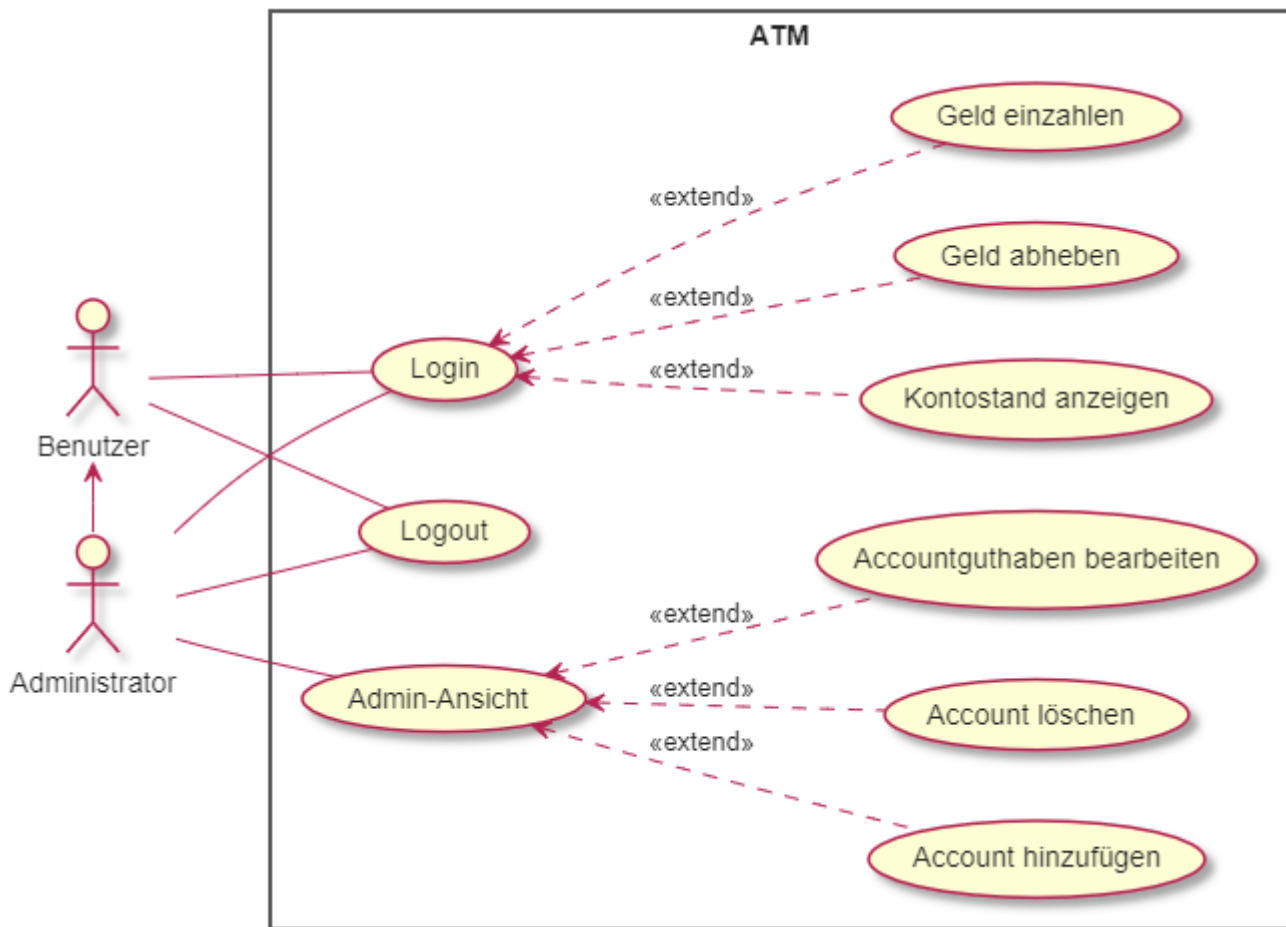 ATM
Geld einzahlen
«extend»
Geld abheben
«extend»
Login
«extend»
Kontostand anzeigen
Benutzer
Logout
Accountguthaben bearbeiten
«extend»
Administrator
Admin-Ansicht
«extend»
Account löschen
«extend»
Account hinzufügen